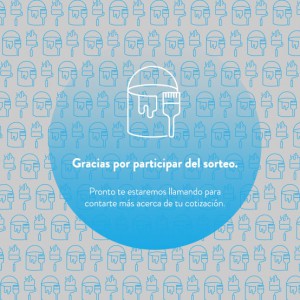 Gracias por participar del sorteo.
Pronto te estaremos llamando para
contarte más acerca de tu cotización.